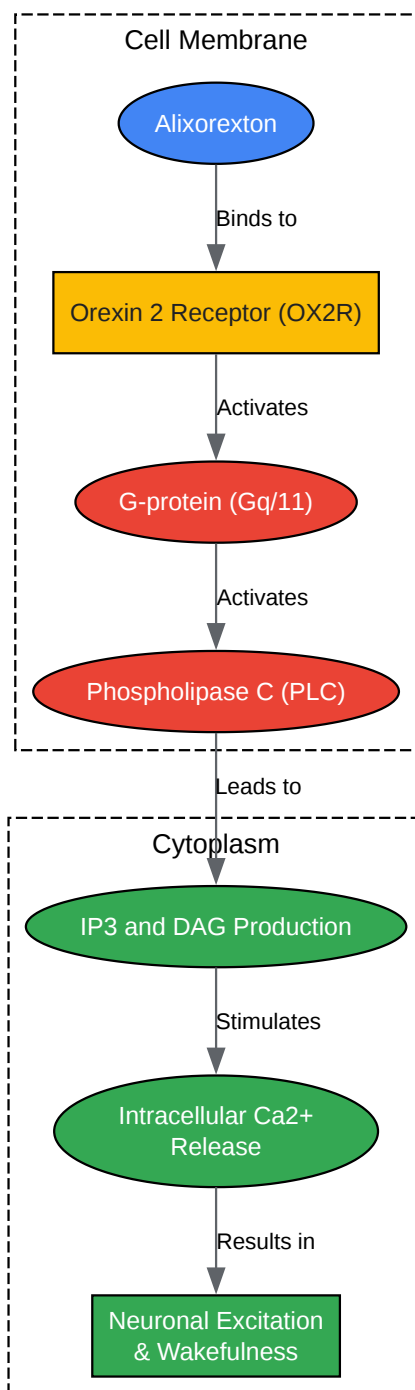 Cell Membrane
Alixorexton
Binds to
Orexin 2 Receptor (OX2R)
Activates
G-protein (Gq/11)
Activates
Phospholipase C (PLC)
Leads to
Cytoplasm
IP3 and DAG Production
Stimulates
Intracellular Ca2+
Release
Results in
Neuronal Excitation
& Wakefulness